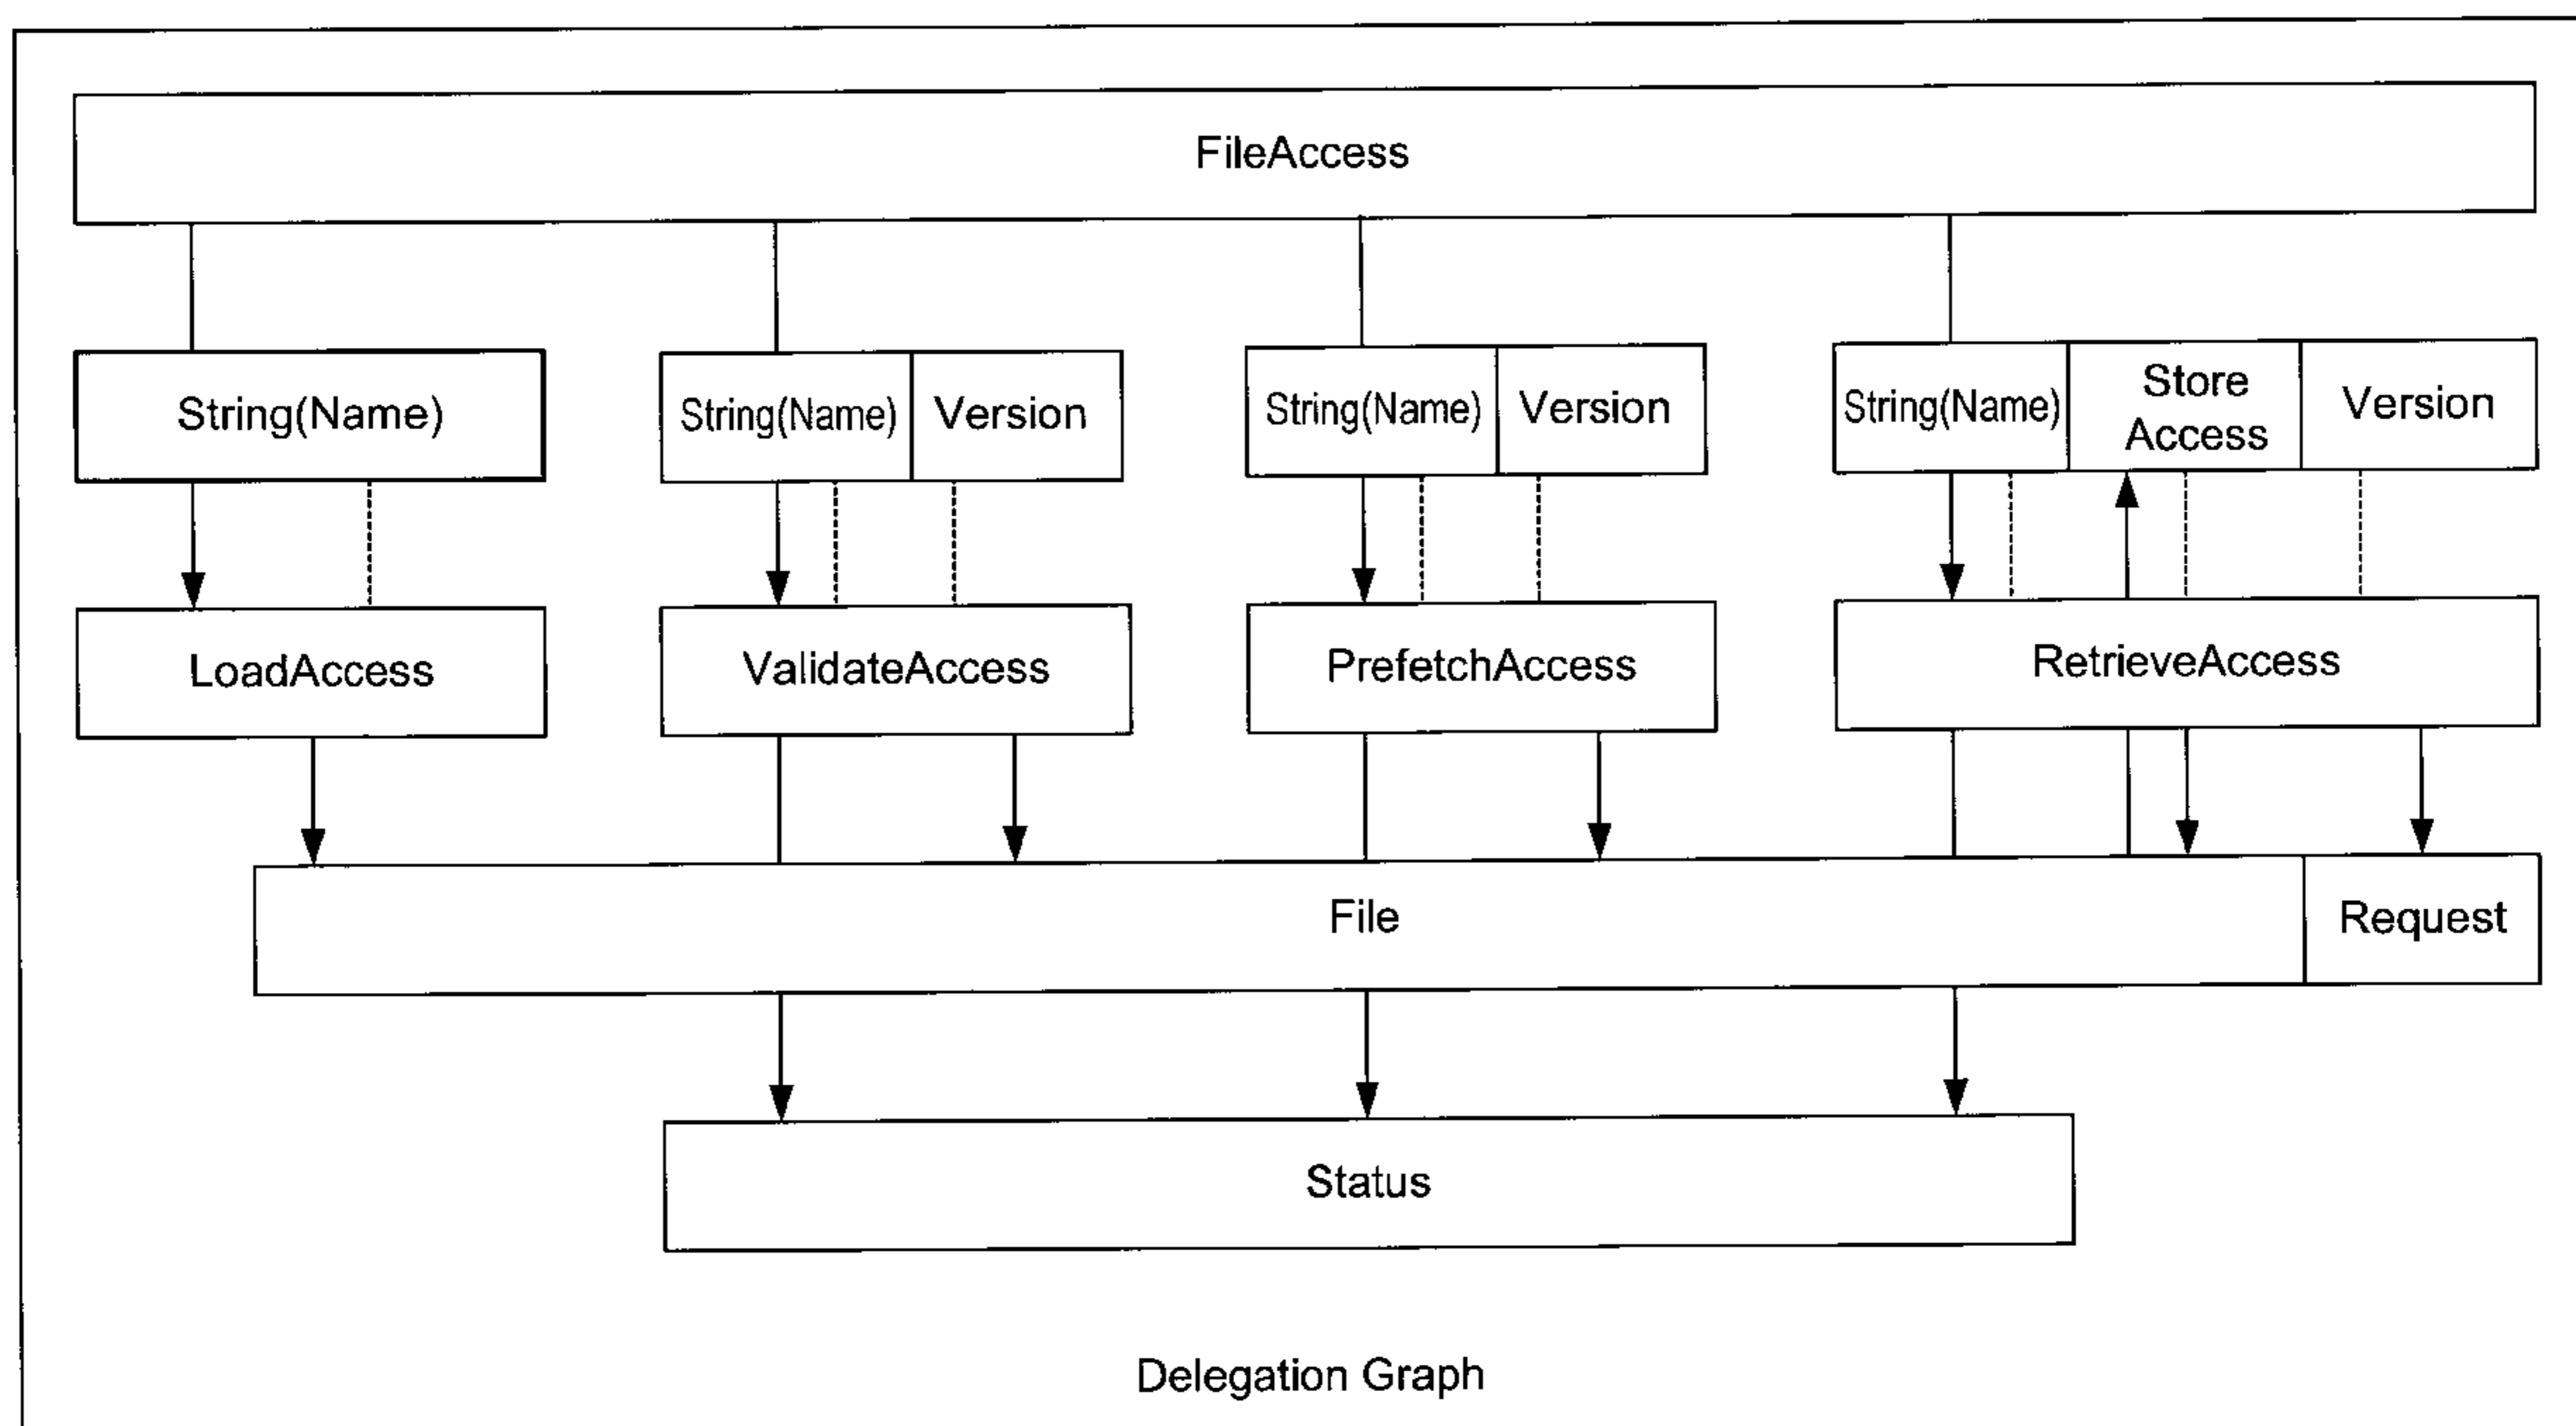 FileAccess
String(Name)
String(Name) Version
String(Name) Version
String(Name) Store Access Version
LoadAccess
ValidateAccess
PrefetchAccess
RetrieveAccess
File
Request
Status
Delegation Graph